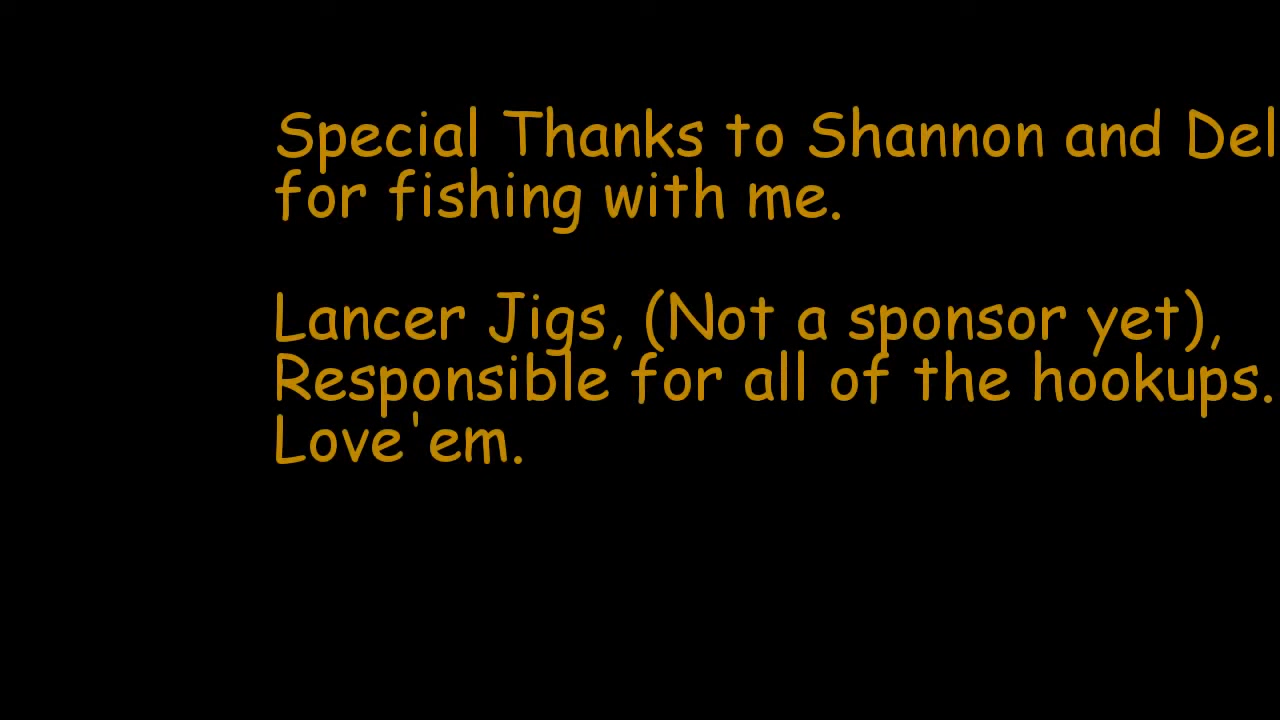 Special Thanks to Shannon and Del
for fishing with me.
Lancer Jigs, (Not a sponsor yet),
Responsible for all of the hookups.
Love'em.